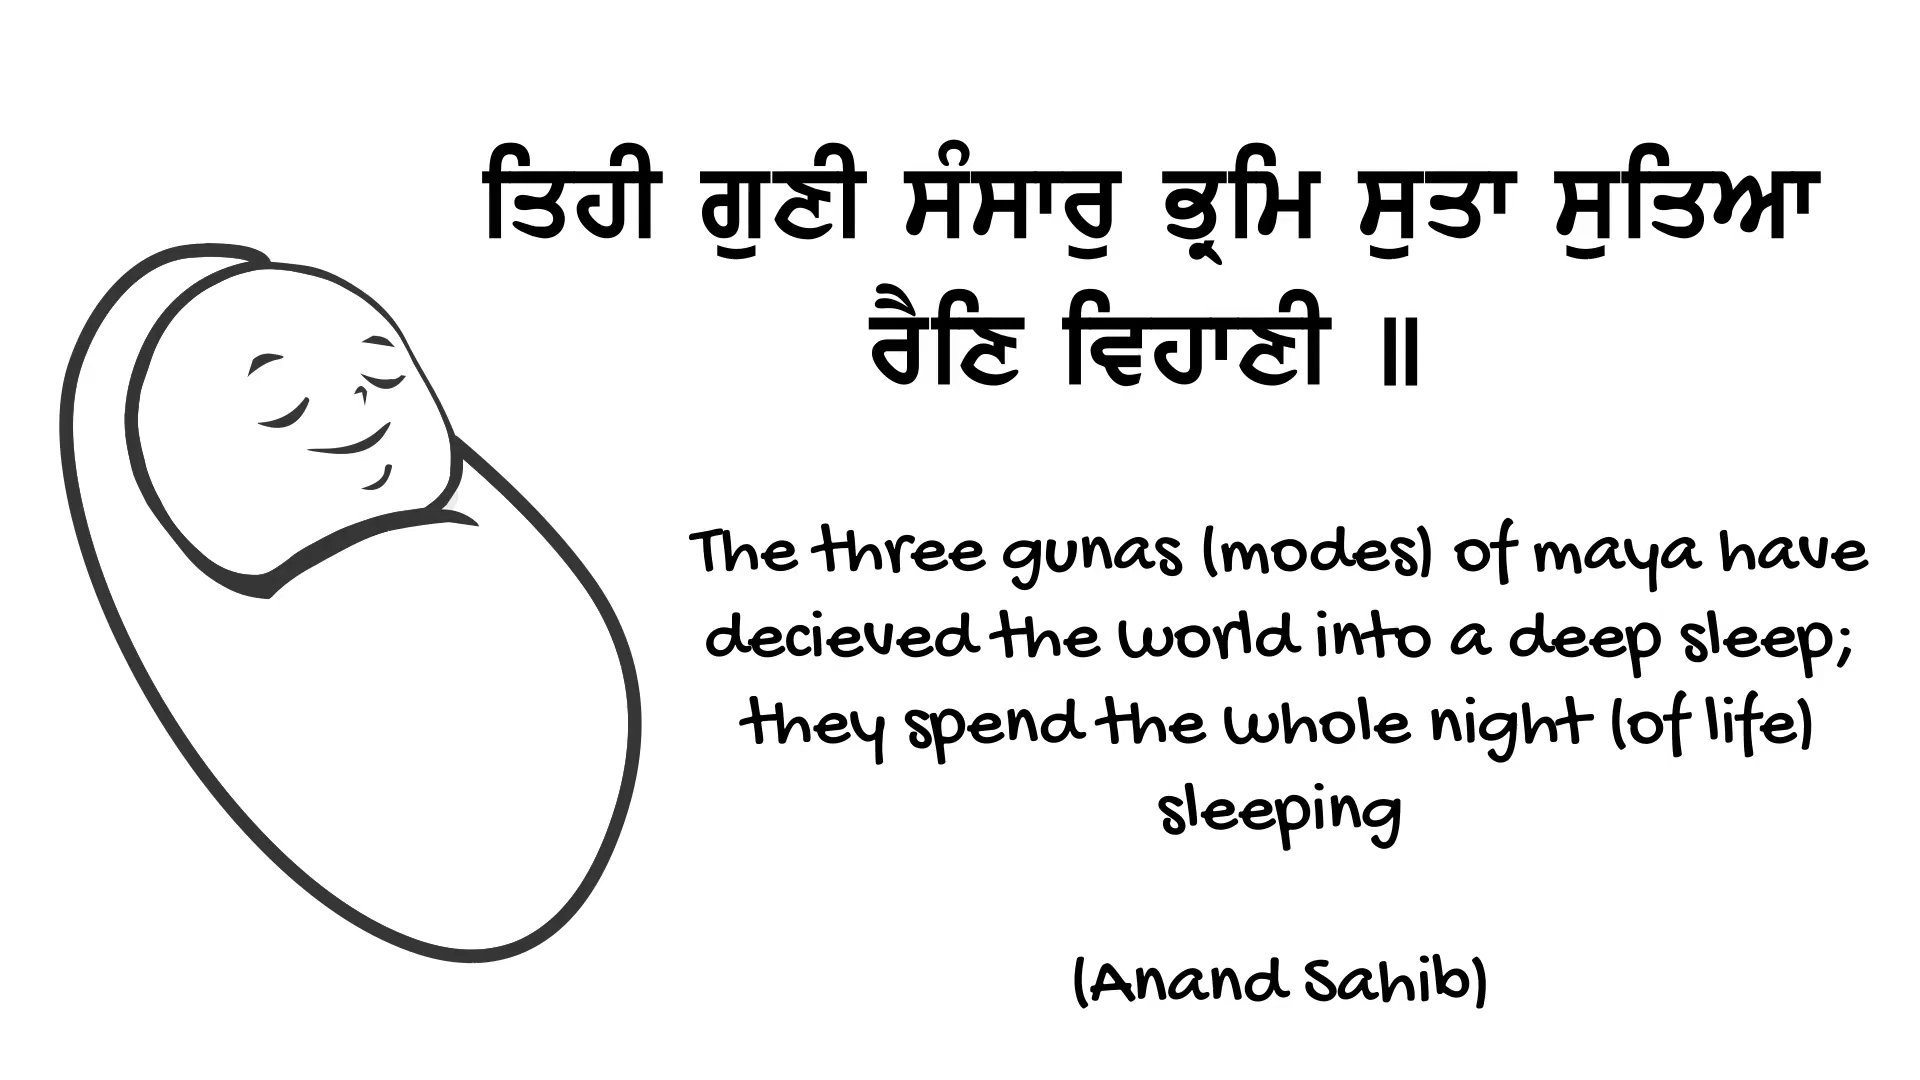 ਤਿਹੀ ਗੁਣੀ ਸੰਸਾਰੁ ਭ੍ਰਮਿ ਸੁਤਾ ਸੁਤਿਆ
ਰੈਣਿ ਵਿਹਾਣੀ ॥
The three gunas (modes) of maya have
decieved the world into a deep sleep;
they spend the whole night (of life)
sleeping
(Anand Sahib)